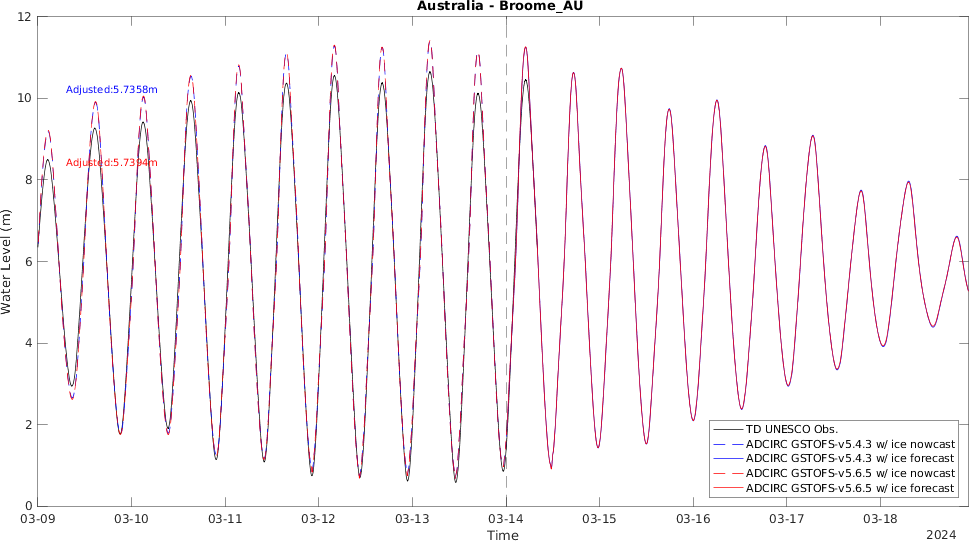 Australia - Broome_AU
12
10
8
6
4
2
0
Water Level (m)
Adjusted:5.7358m
Adjusted:5.7394m
TD UNESCO Obs.
ADCIRC GSTOFS-v5.4.3 w/ ice nowcast
ADCIRC GSTOFS-v5.4.3 w/ ice forecast
ADCIRC GSTOFS-v5.6.5 w/ ice nowcast
ADCIRC GSTOFS-v5.6.5 w/ ice forecast
03-09 03-10 03-11 03-12 03-13 03-14 03-15 03-16 03-17 03-18
Time
2024